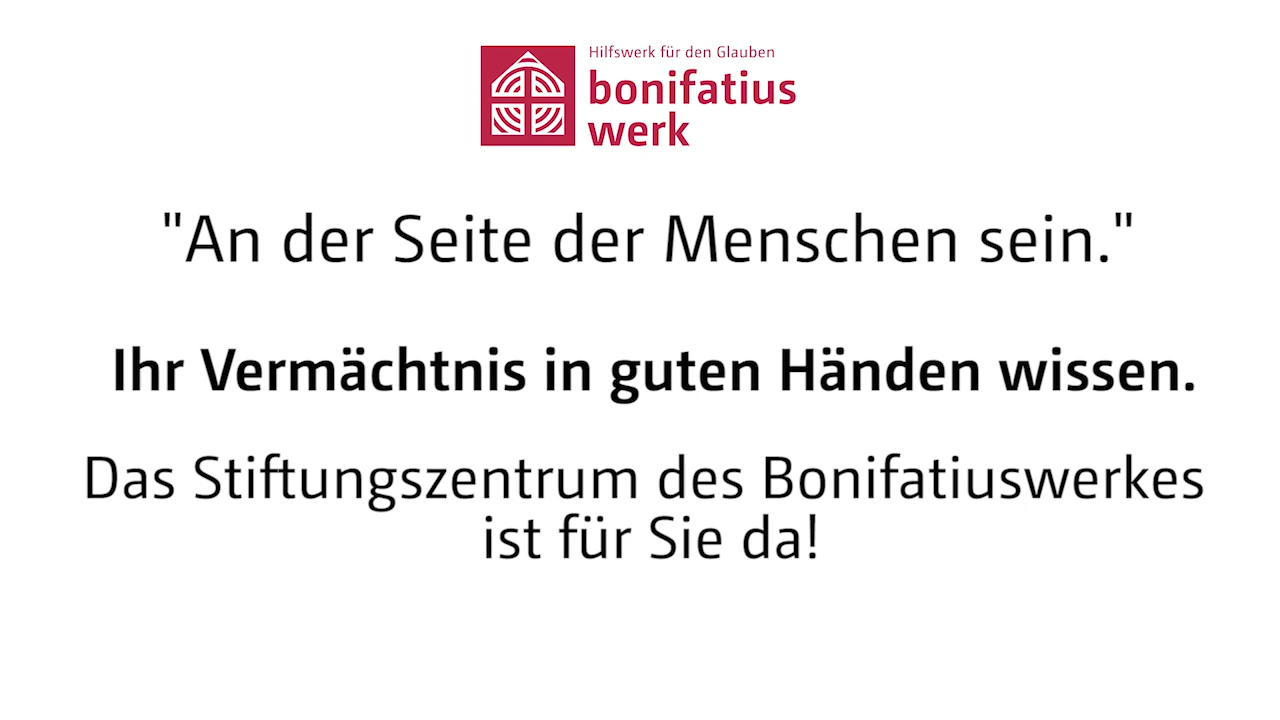 Hilfswerk für den Glauben
bonifatius
werk
"An der Seite der Menschen sein."
Ihr Vermächtnis in guten Händen wissen.
Das Stiftungszentrum des Bonifatiuswerkes
ist für Sie da!